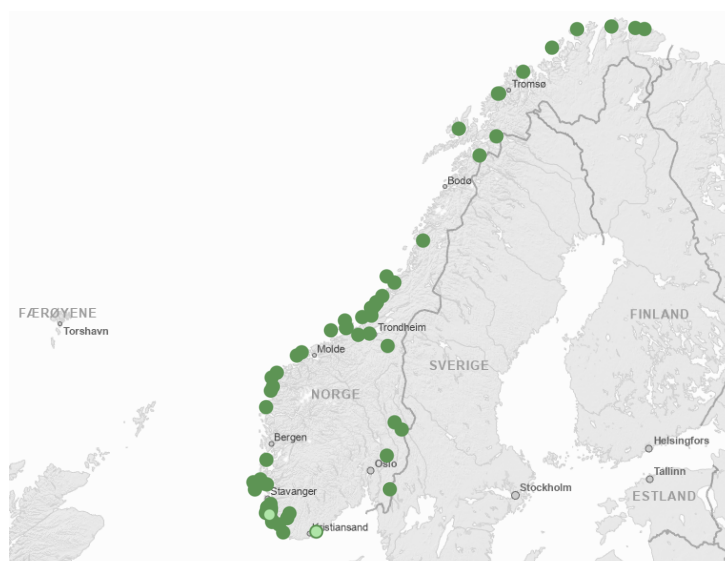 Tromsø
Bodø
FÆRØYENE
Torshavn
Trondheim
FINLAND
Molde
SVERIGE
NORGE
Bergen
Helsingfors
Oslo
Tallinn
Stavanger
Stockholm
ESTLAND
Kristiansand